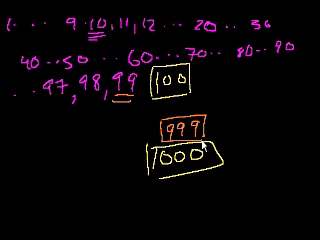 1 · · · 9 · 10, 11, 12 · · · 20 · · 30
40 · · 50 · · · 60 · · · 70 · · 80 · · 90
· · 97, 98, 99 100
999
1000